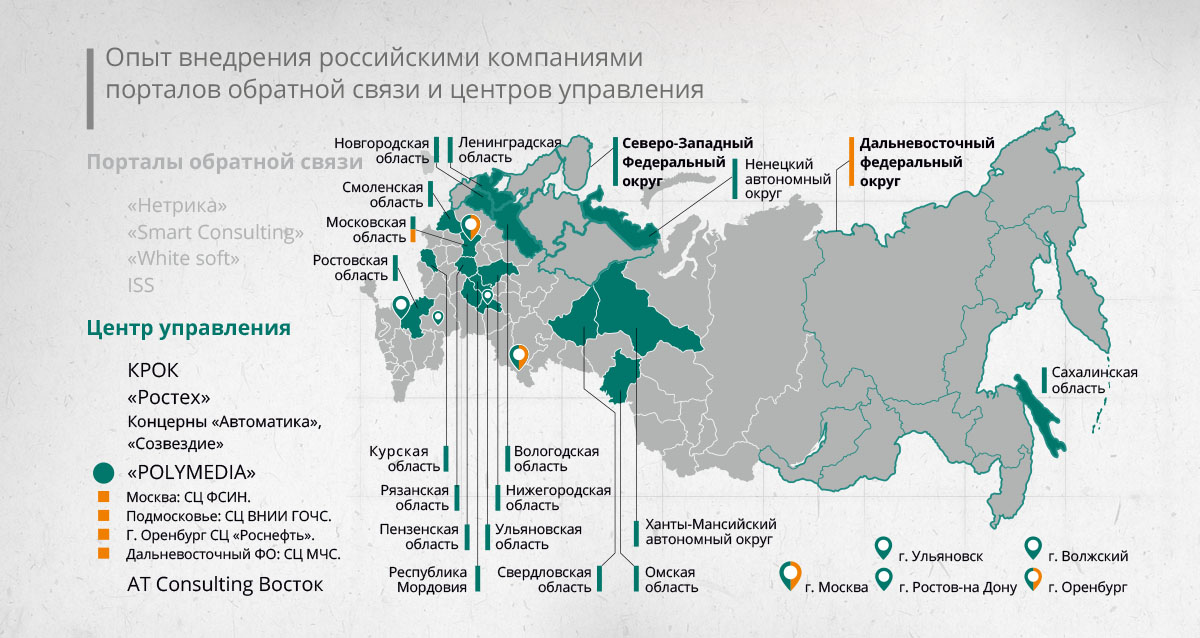 Опыт внедрения российскими компаниями
порталов обратной связи и центров управления
Порталы обратной связи
«Нетрика»
«Smart Consulting»
«White soft»
ISS
Центр управления
КРОК
«Ростех»
Концерны «Автоматика»,
«Созвездие»
«POLYMEDIA»
Москва: СЦ ФСИН.
Подмосковье: СЦ ВНИИ ГОЧС.
Г. Оренбург СЦ «Роснефть».
Дальневосточный ФО: СЦ МЧС.
AT Consulting Восток
Новгородская
область
Ленинградская
область
Смоленская
область
Московская
область
Ростовская
область
Северо-Западный
Федеральный
округ
Ненецкий
автономный
округ
Дальневосточный
федеральный
округ
Сахалинская
область
Курская
область
Вологодская
область
Рязанская
область
Нижегородская
область
Пензенская
область
Ульяновская
область
Республика
Мордовия
Свердловская
область
Ханты-Мансийский
автономный округ
Омская
область
г. Ульяновск
г. Волжский
г. Москва
г. Ростов-на Дону
г. Оренбург